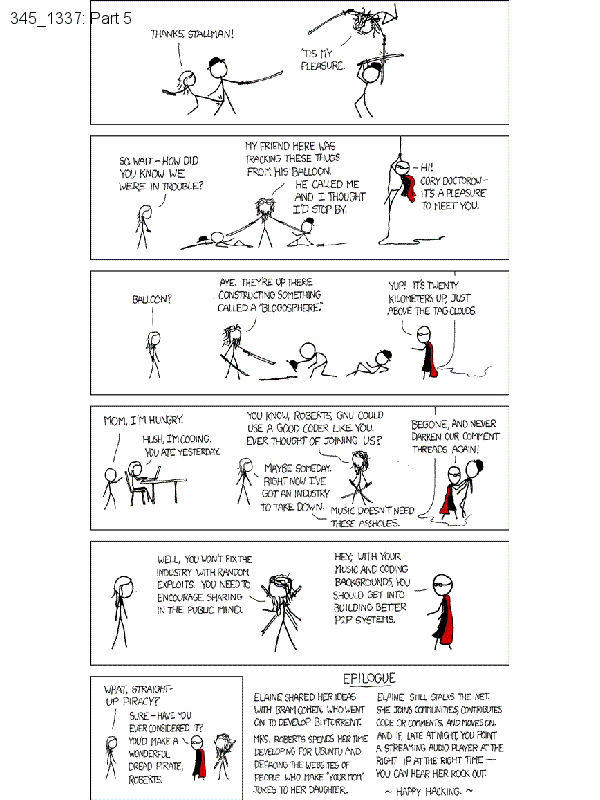 345_1337: Part 5
THANKS, STALLMAN!
'TIS MY
PLEASURE.
SO, WAIT - HOW DID
YOU KNOW WE
WERE IN TROUBLE?
MY FRIEND HERE WAS
TRACKING THESE THUGS
FROM HIS BALLOON.
HE CALLED ME
AND I THOUGHT
I'D STOP BY.
HI!
CORY DOCTOROW—
IT'S A PLEASURE
TO MEET YOU.
BALLOON?
AYE. THEY'RE UP THERE
CONSTRUCTING SOMETHING
CALLED A "BLOGOSPHERE."
YUP! IT'S TWENTY
KILOMETERS UP, JUST
ABOVE THE TAG CLOUDS.
MOM, I'M HUNGRY.
HUSH, I'M CODING.
YOU ATE YESTERDAY.
YOU KNOW, ROBERTS, GNU COULD
USE A GOOD CODER LIKE YOU.
EVER THOUGHT OF JOINING US?
MAYBE SOMEDAY.
RIGHT NOW I'VE
GOT AN INDUSTRY
TO TAKE DOWN.
MUSIC DOESN'T NEED
THESE ASSHOLES.
BEGONE, AND NEVER
DARKEN OUR COMMENT
THREADS AGAIN!
WELL, YOU WON'T FIX THE
INDUSTRY WITH RANDOM
EXPLOITS. YOU NEED TO
ENCOURAGE SHARING
IN THE PUBLIC MIND.
HEY, WITH YOUR
MUSIC AND CODING
BACKGROUNDS, YOU
SHOULD GET INTO
BUILDING BETTER
P2P SYSTEMS.
WHAT, STRAIGHT-
UP PIRACY?
SURE - HAVE YOU
EVER CONSIDERED IT?
YOU'D MAKE A
WONDERFUL
DREAD PIRATE,
ROBERTS.
EPILOGUE
ELAINE SHARED HER IDEAS
WITH BRAM COHEN, WHO WENT
ON TO DEVELOP BITTORRENT.
MRS. ROBERTS SPENDS HER TIME
DEVELOPING FOR UBUNTU AND
DEFACING THE WEBSITES OF
PEOPLE WHO MAKE "YOUR MOM"
JOKES TO HER DAUGHTER.
ELAINE STILL STALKS THE NET.
SHE JOINS COMMUNITIES, CONTRIBUTES
CODE OR COMMENTS, AND MOVES ON.
AND IF, LATE AT NIGHT, YOU POINT
A STREAMING AUDIO PLAYER AT THE
RIGHT IP AT THE RIGHT TIME —
YOU CAN HEAR HER ROCK OUT.
~ HAPPY HACKING. ~